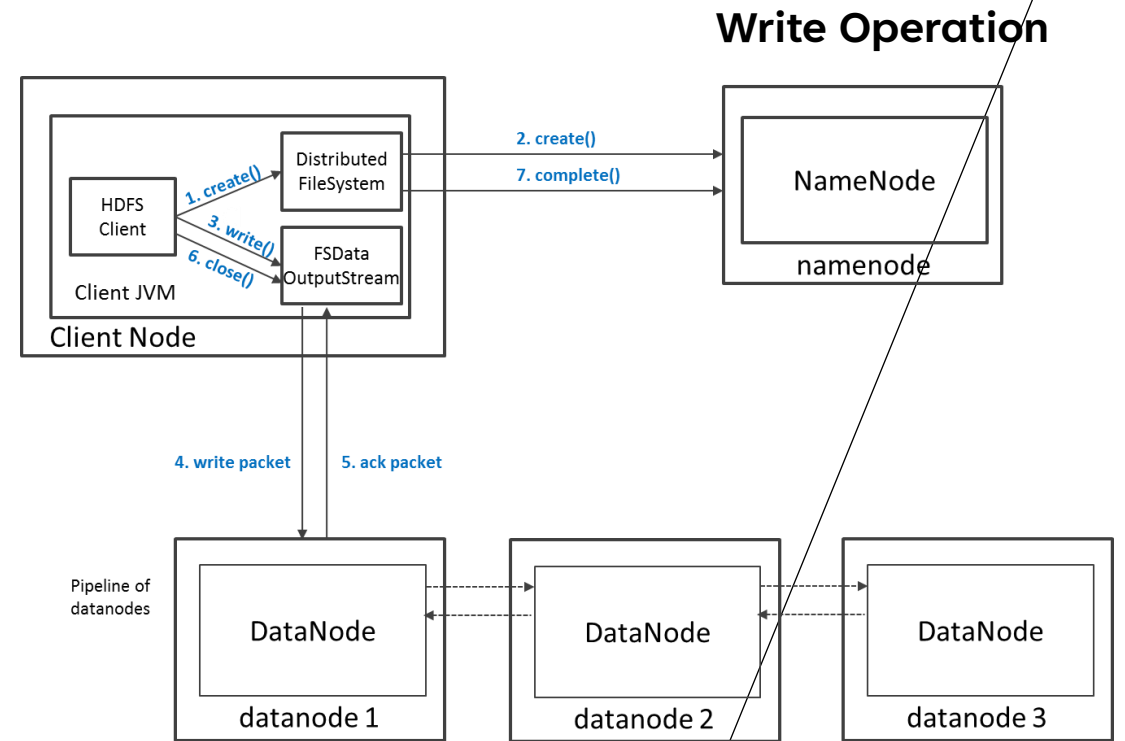 Write Operation
2. create()
7. complete()
Distributed
FileSystem
NameNode
namenode
1. create()
HDFS
Client
3. write()
6. close()
FSData
OutputStream
Client JVM
Client Node
4. write packet
5. ack packet
Pipeline of
datanodes
DataNode
datanode 1
DataNode
datanode 2
DataNode
datanode 3